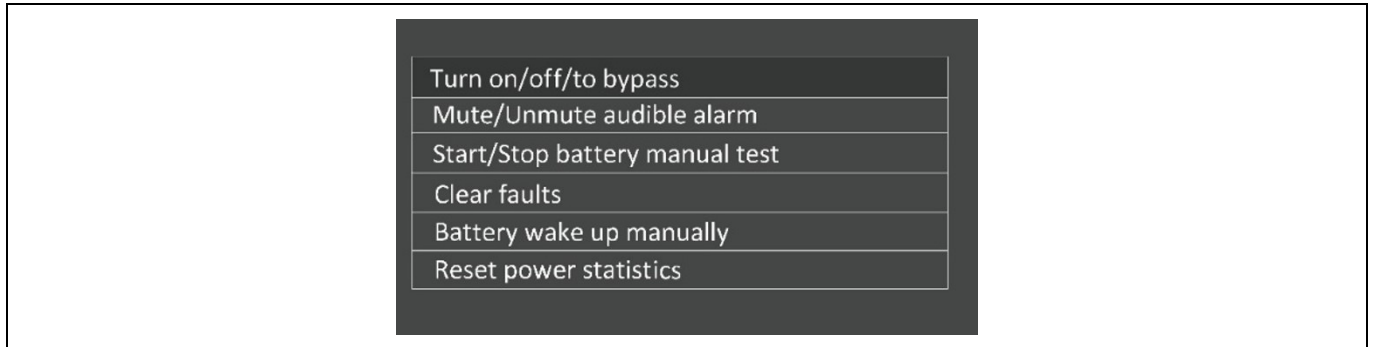 Turn on/off/to bypass
Mute/Unmute audible alarm
Start/Stop battery manual test
Clear faults
Battery wake up manually
Reset power statistics